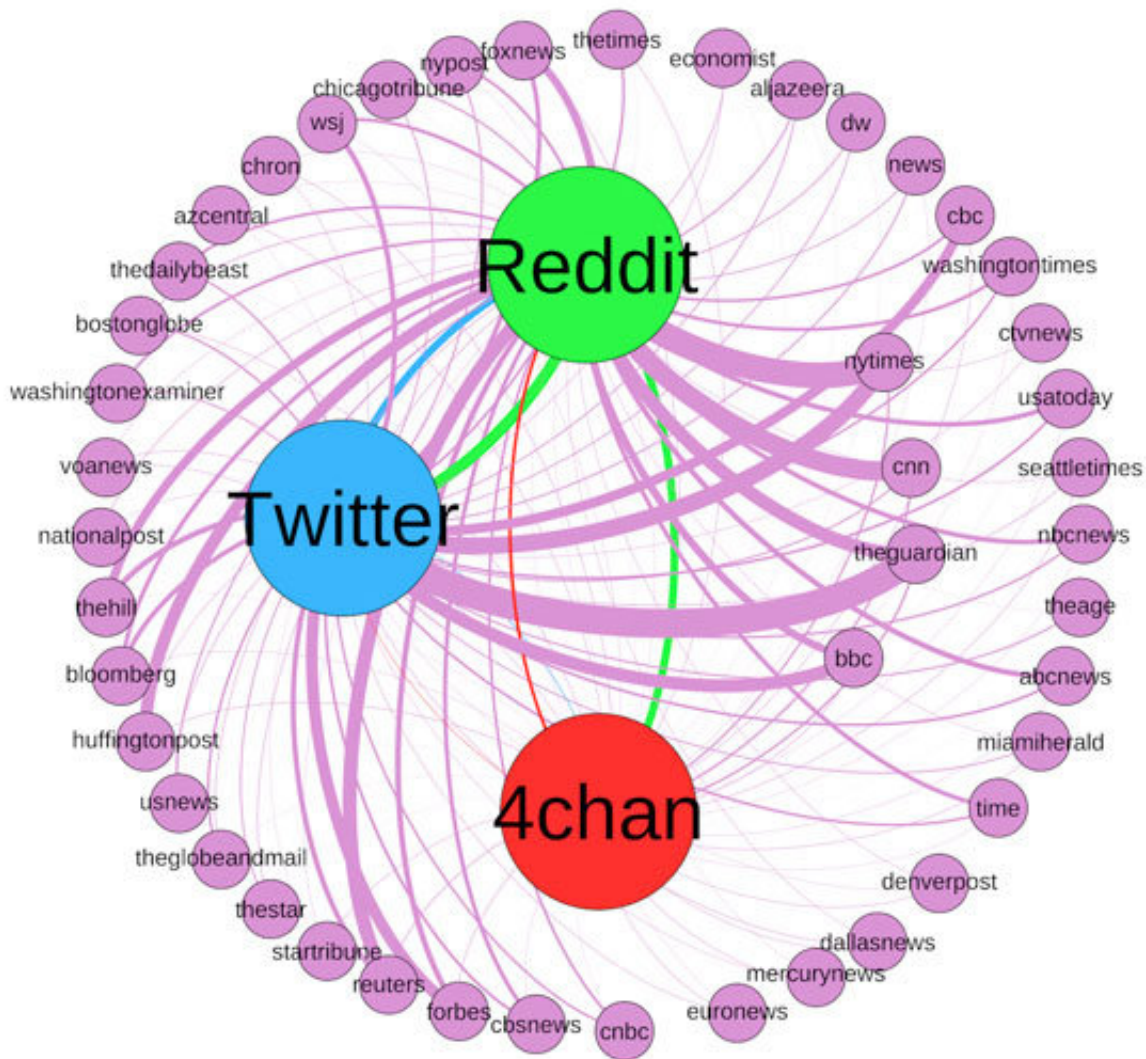 thetimes
foxnews
economist
nypost
aljazeera
chicagotribune
wsj
dw
news
chron
cbc
azcentral
Reddit
washingtontimes
thedailybeast
bostonglobe
ctvnews
nytimes
washingtonexaminer
usatoday
voanews
cnn
seattletimes
Twitter
nationalpost
nbcnews
theguardian
thehill
theage
bloomberg
bbc
abcnews
huffingtonpost
miamiherald
usnews
4chan
time
theglobeandmail
denverpost
thestar
startribune
dallasnews
reuters
mercurynews
forbes
euronews
cbsnews
cnbc